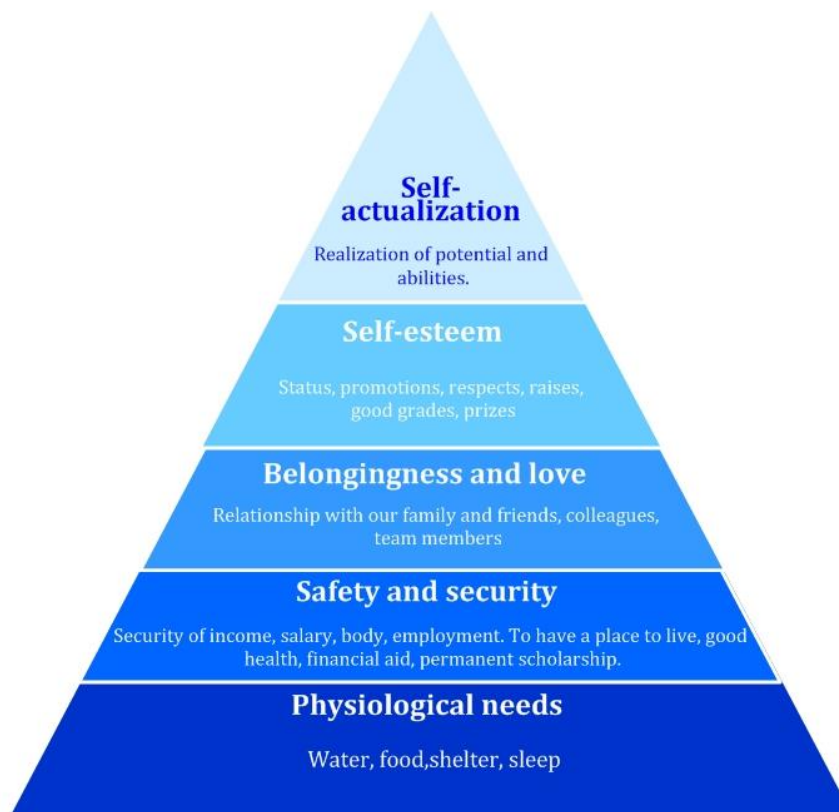 Self-
actualization
Realization of potential and
abilities.
Self-esteem
Status, promotions, respects, raises,
good grades, prizes
Belongingness and love
Relationship with our family and friends, colleagues,
team members
Safety and security
Security of income, salary, body, employment. To have a place to live, good
health, financial aid, permanent scholarship.
Physiological needs
Water, food,shelter, sleep